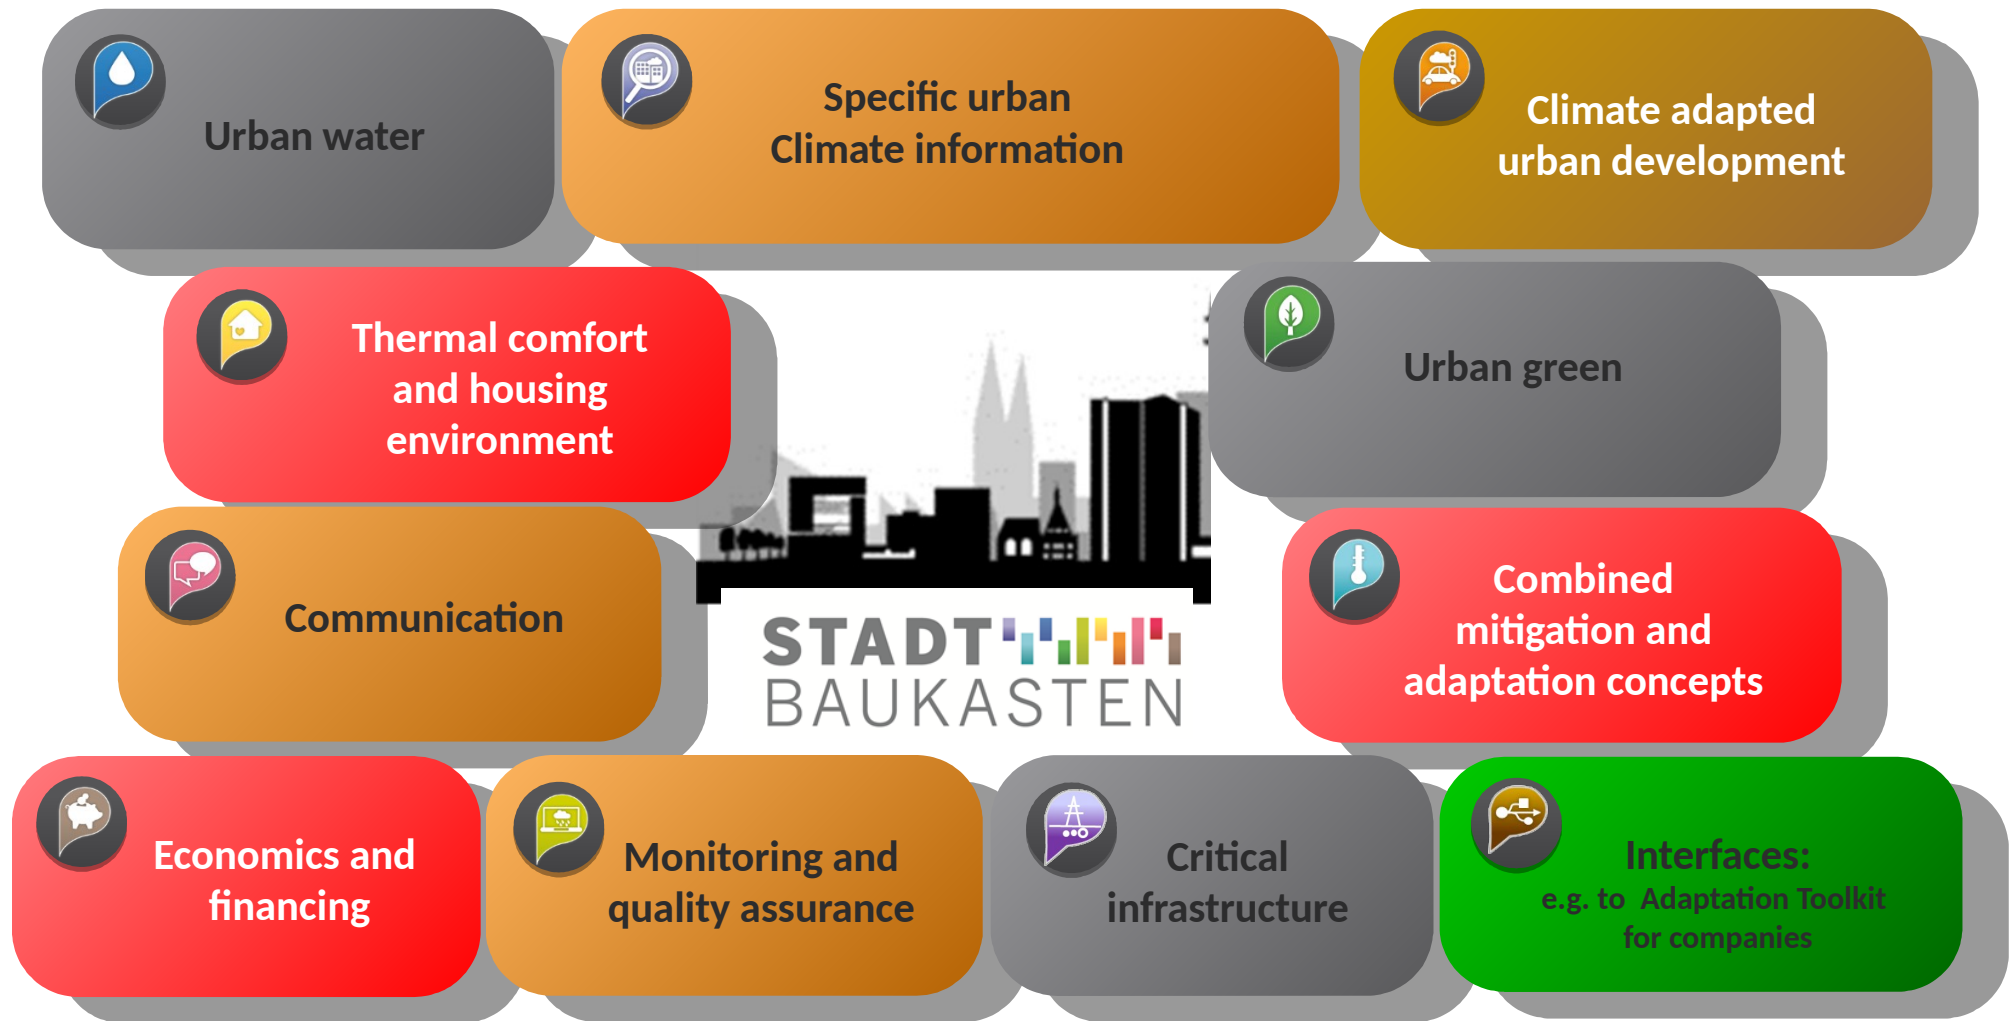 Urban water
Specific urban
Climate information
Climate adapted
urban development
Thermal comfort
and housing
environment
Urban green
Communication
STADT
BAUKASTEN
Combined
mitigation and
adaptation concepts
Economics and
financing
Monitoring and
quality assurance
Critical
infrastructure
Interfaces:
e.g. to  Adaptation Toolkit
for companies